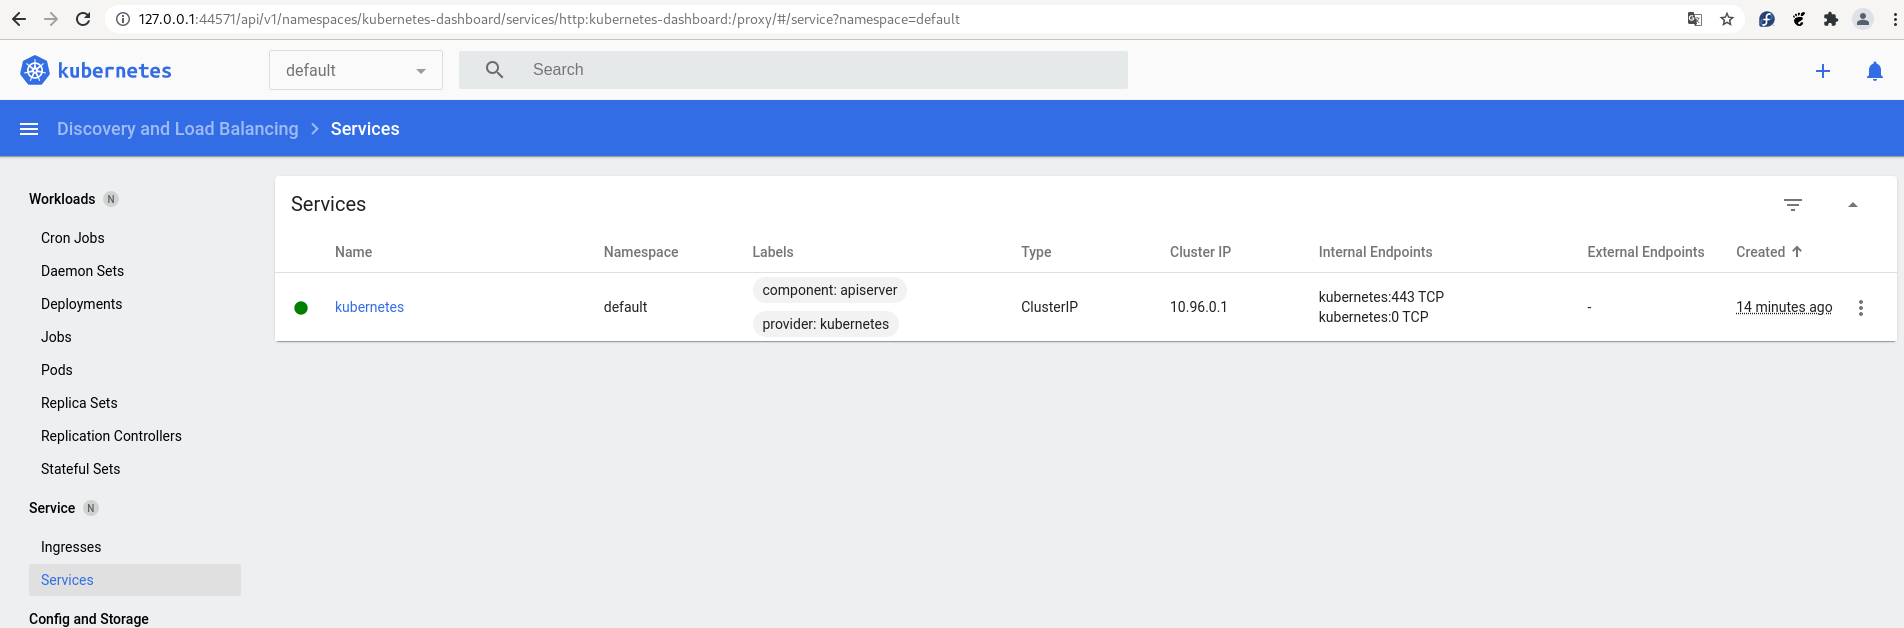 127.0.0.1:44571/api/v1/namespaces/kubernetes-dashboard/services/http:kubernetes-dashboard:/proxy/#/service?namespace=default
kubernetes
default
Search
Discovery and Load Balancing > Services
Workloads N
Cron Jobs
Daemon Sets
Deployments
Jobs
Pods
Replica Sets
Replication Controllers
Stateful Sets
Service N
Ingresses
Services
Config and Storage
Services
Name Namespace Labels Type Cluster IP Internal Endpoints External Endpoints Created
kubernetes default component: apiserver provider: kubernetes ClusterIP 10.96.0.1 kubernetes:443 TCP kubernetes:0 TCP - 14 minutes ago